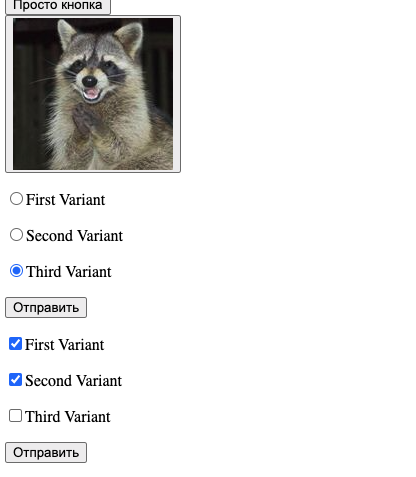 Просто кнопка
First Variant
Second Variant
Third Variant
Отправить
First Variant
Second Variant
Third Variant
Отправить